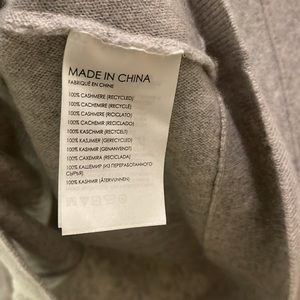 MADE IN CHINA
FABRIQUÉ EN CHINE
100% CASHMERE (RECYCLED)
100% CACHEMIRE (RECYCLÉ)
100% CASHMERE (RICICLATO)
100% CACHEMIR (RECICLADO)
100% KASCHMIR (RECYCELT)
100% KASJMIER (GERECYCLED)
100% KASHMIR (GENANVENDT)
100% CAXEMIRA (RECICLADA)
100% КАШЕМИР (ИЗ ПЕРЕРАБОТАННОГО
СЫРЬЯ)
100% KASHMIR (ÅTERVUNNEN)